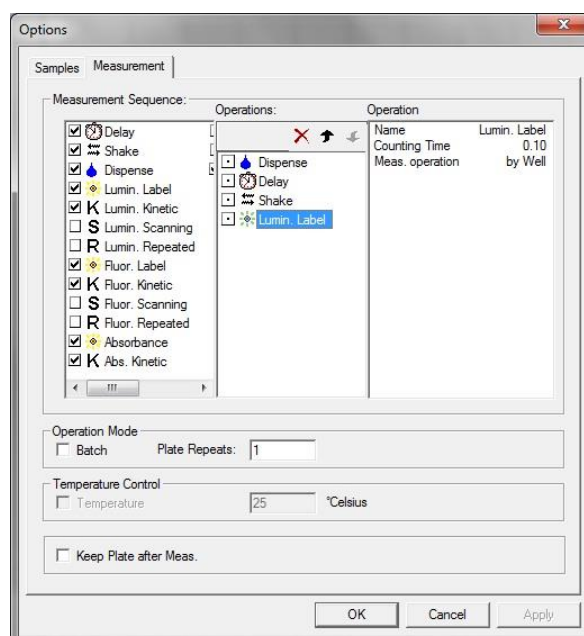 Options
Samples Measurement
Measurement Sequence:
Delay
Shake
Dispense
Lumin. Label
K Lumin. Kinetic
S Lumin. Scanning
R Lumin. Repeated
Fluor. Label
K Fluor. Kinetic
S Fluor. Scanning
R Fluor. Repeated
Absorbance
K Abs. Kinetic
Operations:
Dispense
Delay
Shake
Lumin. Label
Operation
Name Lumin. Label
Counting Time 0.10
Meas. operation by Well
Operation Mode
Batch Plate Repeats: 1
Temperature Control
Temperature 25 °Celsius
Keep Plate after Meas.
OK Cancel Apply